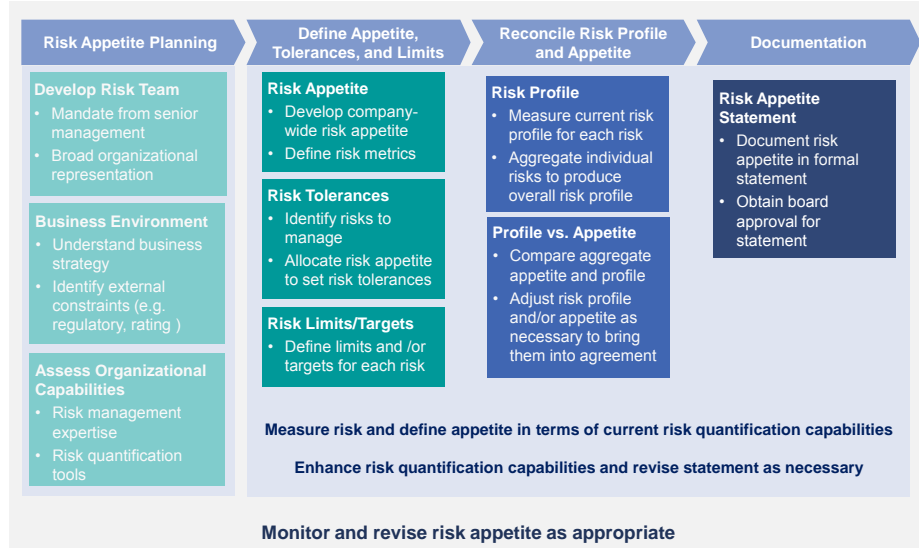 Risk Appetite Planning
Define Appetite,
Tolerances, and Limits
Reconcile Risk Profile
and Appetite
Documentation
Develop Risk Team
• Mandate from senior
management
• Broad organizational
representation
Business Environment
• Understand business
strategy
• Identify external
constraints (e.g.
regulatory, rating )
Assess Organizational
Capabilities
• Risk management
expertise
• Risk quantification
tools
Risk Appetite
• Develop company-
wide risk appetite
• Define risk metrics
Risk Tolerances
• Identify risks to
manage
• Allocate risk appetite
to set risk tolerances
Risk Limits/Targets
• Define limits and /or
targets for each risk
Risk Profile
• Measure current risk
profile for each risk
• Aggregate individual
risks to produce
overall risk profile
Profile vs. Appetite
• Compare aggregate
appetite and profile
• Adjust risk profile
and/or appetite as
necessary to bring
them into agreement
Risk Appetite
Statement
• Document risk
appetite in formal
statement
• Obtain board
approval for
statement
Measure risk and define appetite in terms of current risk quantification capabilities
Enhance risk quantification capabilities and revise statement as necessary
Monitor and revise risk appetite as appropriate